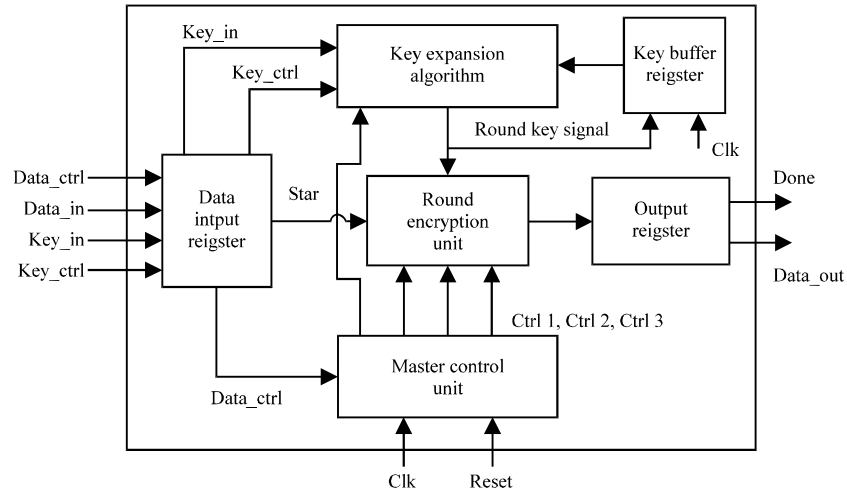 Key_in
Key expansion
algorithm
Key buffer
reigster
Key_ctrl
Round key signal
Clk
Data_ctrl
Data_in
Key_in
Key_ctrl
Data
intput
reigster
Star
Round
encryption
unit
Output
reigster
Done
Data_out
Ctrl 1, Ctrl 2, Ctrl 3
Master control
unit
Data_ctrl
Clk
Reset